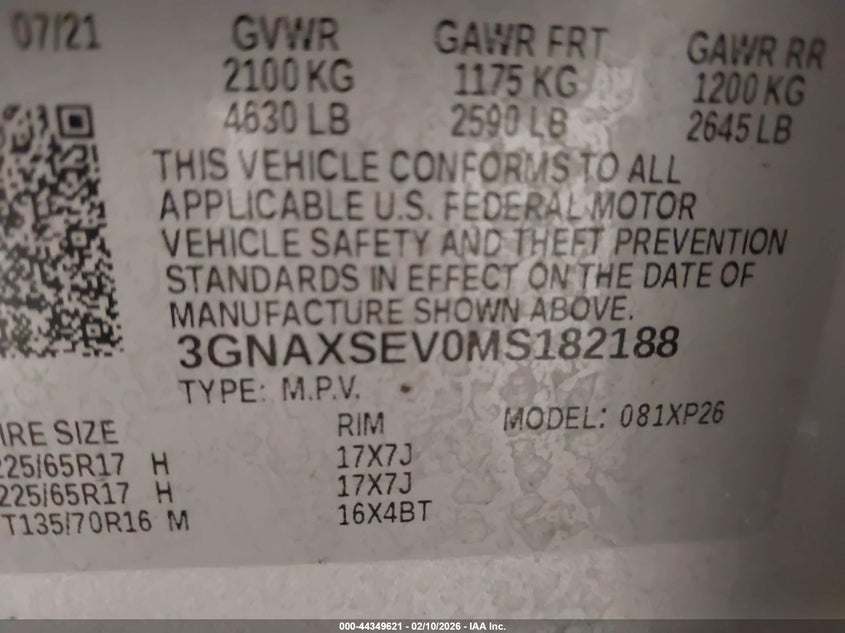 07/21 GVWR GAWR FRT GAWR RR
2100 KG 1175 KG 1200 KG
4630 LB 2590 LB 2645 LB
THIS VEHICLE CONFORMS TO ALL
APPLICABLE U.S. FEDERAL MOTOR
VEHICLE SAFETY AND THEFT PREVENTION
STANDARDS IN EFFECT ON THE DATE OF
MANUFACTURE SHOWN ABOVE.
3GNAXSEV0MS182188
TYPE: M.P.V.
IRE SIZE RIM MODEL: 081XP26
225/65R17 H 17X7J
225/65R17 H 17X7J
T135/70R16 M 16X4BT
000-44349621 - 02/10/2026 - IAA Inc.